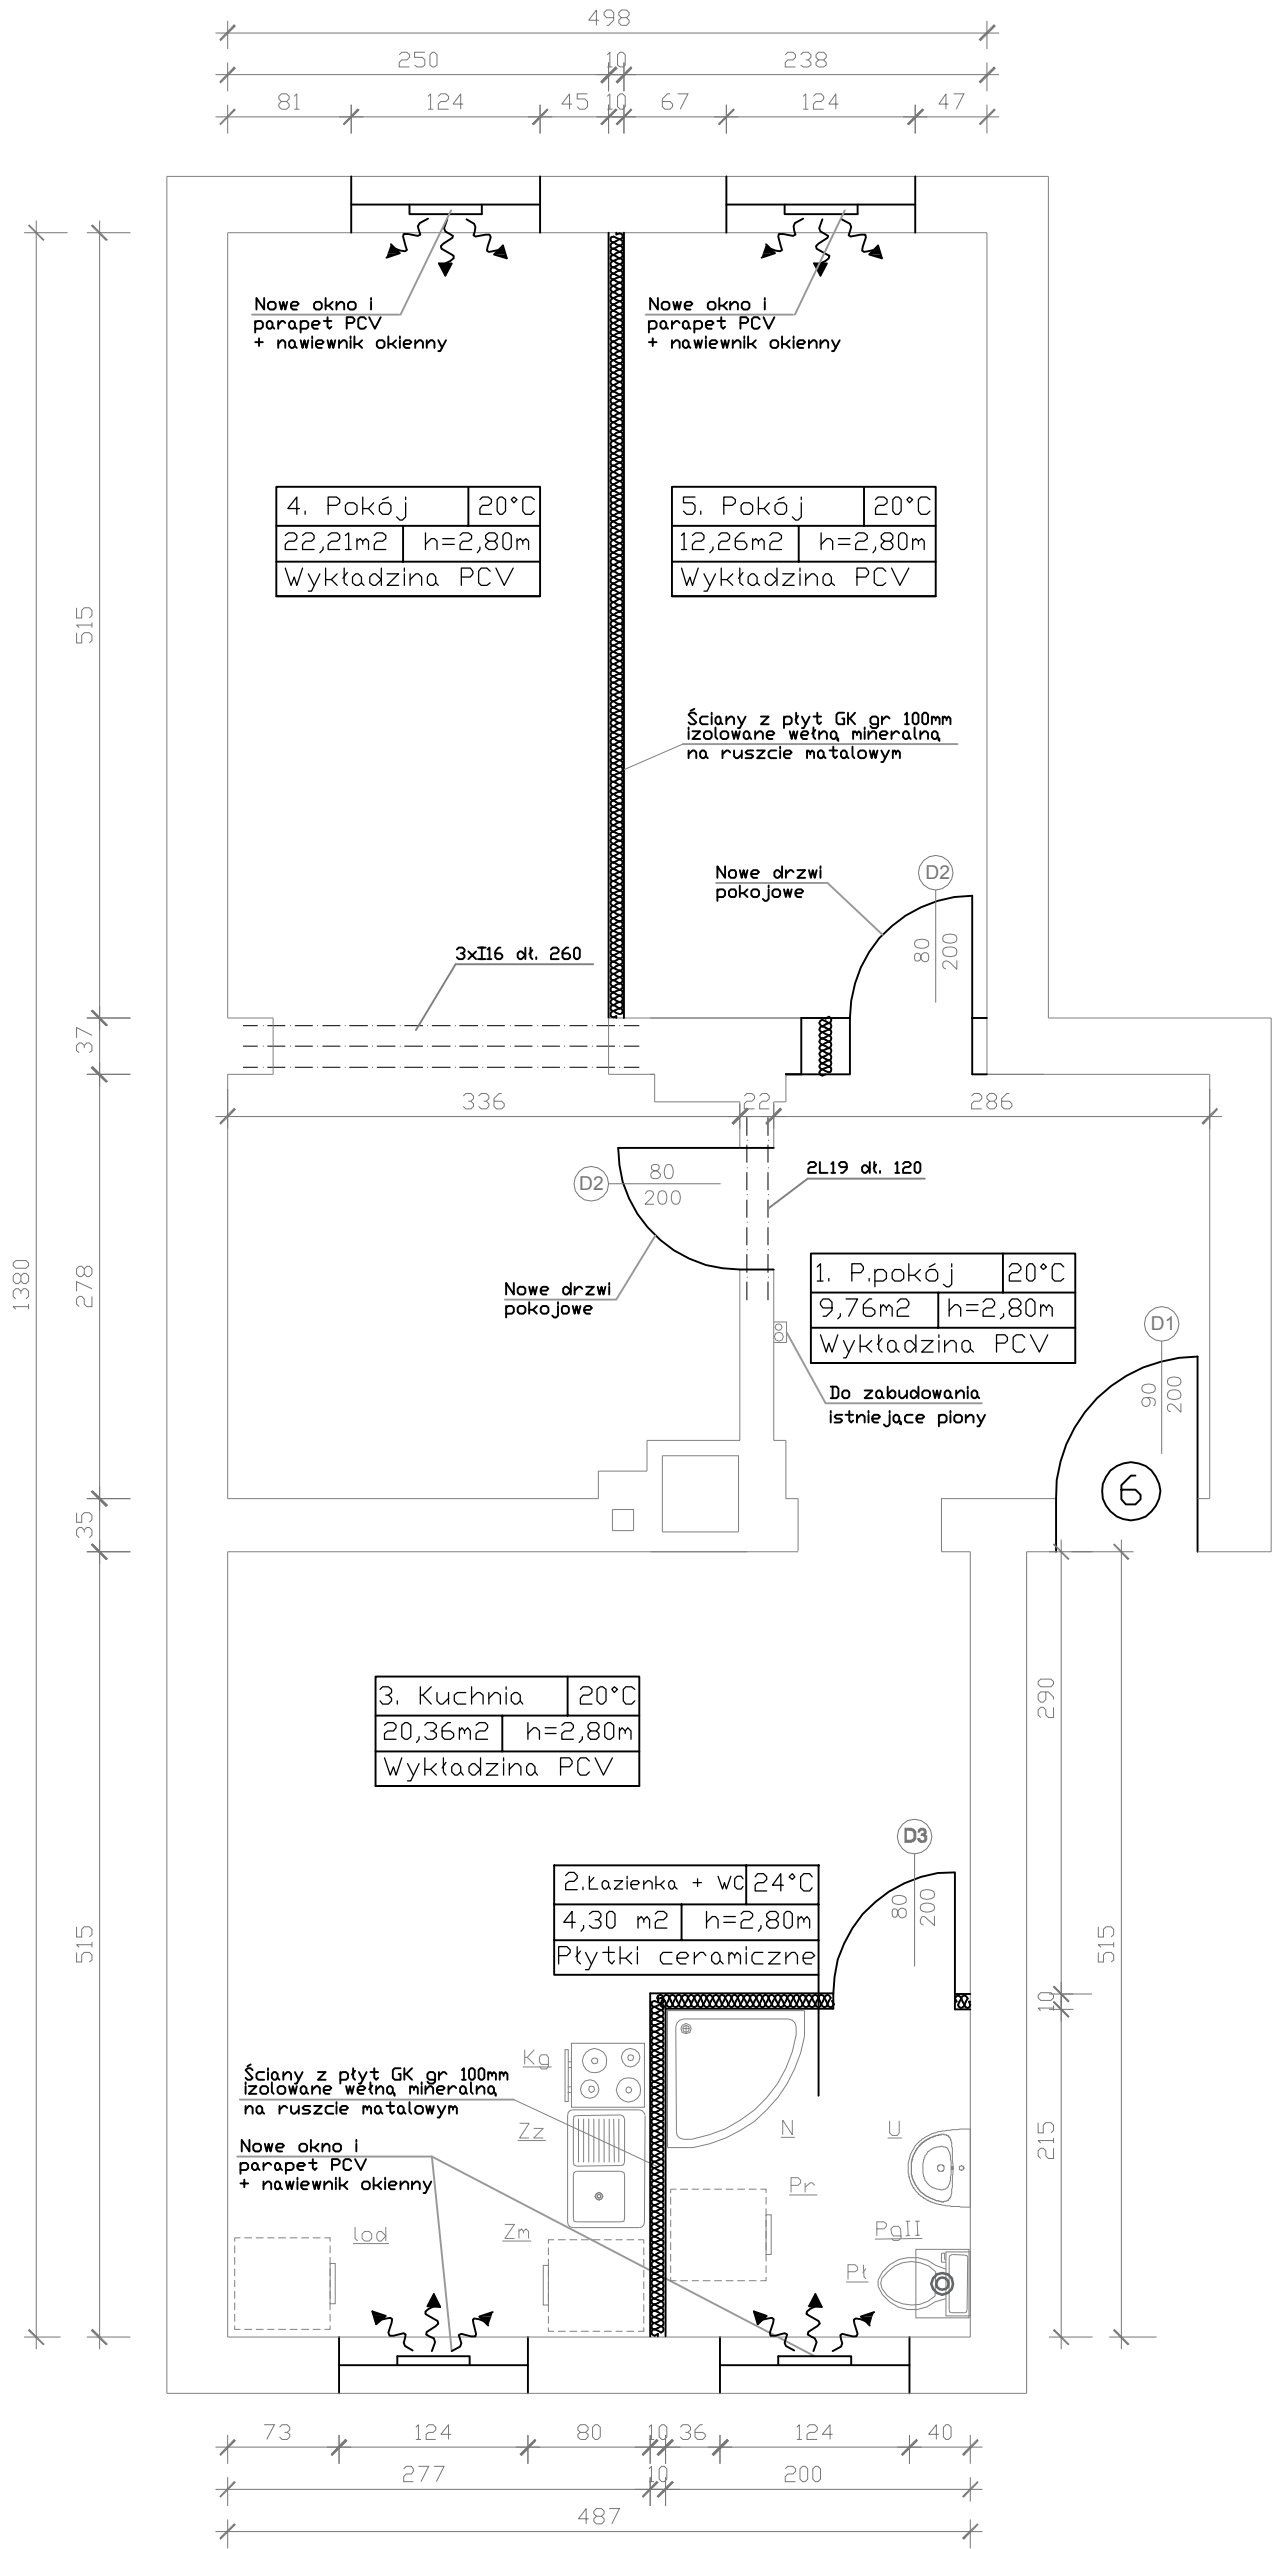 498
250
10
238
81
124
45
10
67
124
47
Nowe okno i
parapet PCV
+ nawiewnik okienny
Nowe okno i
parapet PCV
+ nawiewnik okienny
4. Pokój
20°C
22,21m2
h=2,80m
Wykładzina PCV
5. Pokój
20°C
12,26m2
h=2,80m
Wykładzina PCV
515
Ściany z płyt GK gr 100mm
izolowane wełną mineralną
na ruszcie matalowym
Nowe drzwi
pokojowe
D2
80
200
3xI16 dł. 260
37
336
22
286
D2
80
200
2L19 dł. 120
Nowe drzwi
pokojowe
1380
278
1. P.pokój
20°C
9,76m2
h=2,80m
Wykładzina PCV
D1
90
200
Do zabudowania
istniejące piony
6
35
3. Kuchnia
20°C
20,36m2
h=2,80m
Wykładzina PCV
290
D3
80
200
2.Łazienka + WC
24°C
4,30 m2
h=2,80m
Płytki ceramiczne
515
515
10
Kg
Ściany z płyt GK gr 100mm
izolowane wełną mineralną
na ruszcie matalowym
Zz
N
U
215
Nowe okno i
parapet PCV
+ nawiewnik okienny
Pr
lod
Zm
PgII
Pł
73
124
80
10
36
124
40
277
10
200
487